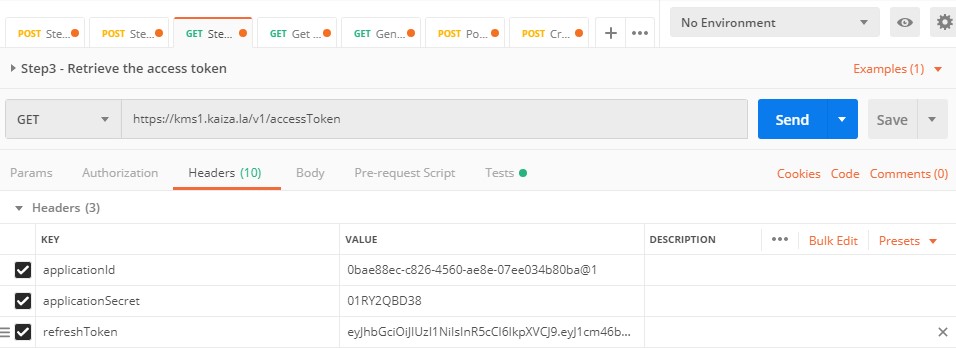 POST Ste... POST Ste... GET Ste... GET Get ... GET Gen... POST Po... POST Cr... + ••• No Environment
Step3 - Retrieve the access token Examples (1)
GET https://kms1.kaiza.la/v1/accessToken Send Save
Params Authorization Headers (10) Body Pre-request Script Tests Cookies Code Comments (0)
Headers (3)
KEY VALUE DESCRIPTION ••• Bulk Edit Presets
applicationId 0bae88ec-c826-4560-ae8e-07ee034b80ba@1
applicationSecret 01RY2QBD38
refreshToken eyJhbGciOiJIUzI1NiIsInR5cCI6IkpXVCJ9.eyJ1cm46b...